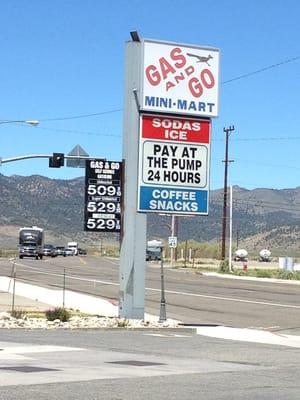 GAS
AND
GO
MINI-MART
SODAS
ICE
PAY AT
THE PUMP
24 HOURS
COFFEE
SNACKS
GAS & GO
509
529
529